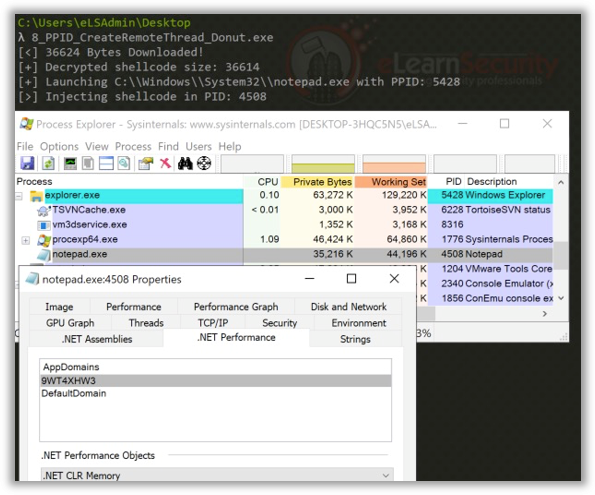 C:\Users\eLSAdmin\Desktop
λ 8_PPID_CreateRemoteThread_Donut.exe
[<] 36624 Bytes Downloaded!
[+] Decrypted shellcode size: 36614
[+] Launching C:\\Windows\\System32\\notepad.exe with PPID: 5428
[>] Injecting shellcode in PID: 4508
eLearnSecurity
Process Explorer - Sysinternals: www.sysinternals.com [DESKTOP-3HQC5N5\eLSA...
File Options View Process Find Users Help
Process CPU Private Bytes Working Set PID Description
explorer.exe 0.10 63,272 K 129,220 K 5428 Windows Explorer
TSVNCache.exe < 0.01 3,000 K 3,952 K 6228 TortoiseSVN status
vm3dservice.exe 1,352 K 3,168 K 8316
procexp64.exe 1.09 46,424 K 64,860 K 1776 Sysinternals Proces
notepad.exe 35,216 K 44,196 K 4508 Notepad
K 1204 VMware Tools Core
K 2340 Console Emulator (x
K 1856 ConEmu console ex
3%
notepad.exe:4508 Properties
Image Performance Performance Graph Disk and Network
GPU Graph Threads TCP/IP Security Environment
.NET Assemblies .NET Performance Strings
AppDomains
9WT4XHW3
DefaultDomain
.NET Performance Objects
.NET CLR Memory